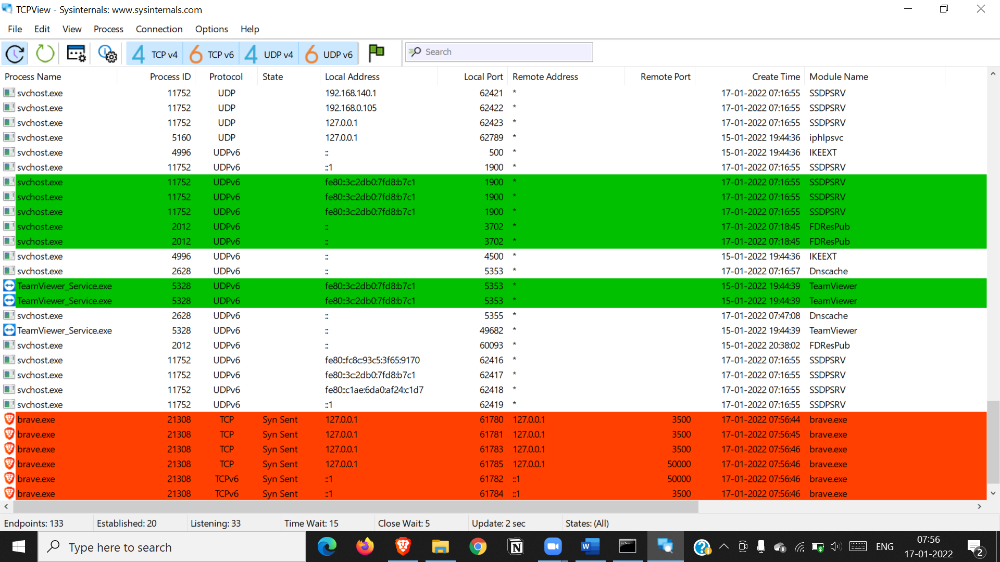 TCPView - Sysinternals: www.sysinternals.com
File Edit View Process Connection Options Help
4 TCP v4 6 TCP v6 4 UDP v4 6 UDP v6 Search
Process Name Process ID Protocol State Local Address Local Port Remote Address Remote Port Create Time Module Name
svchost.exe 11752 UDP 192.168.140.1 62421 * 17-01-2022 07:16:55 SSDPSRV
svchost.exe 11752 UDP 192.168.0.105 62422 * 17-01-2022 07:16:55 SSDPSRV
svchost.exe 11752 UDP 127.0.0.1 62423 * 17-01-2022 07:16:55 SSDPSRV
svchost.exe 5160 UDP 127.0.0.1 62789 * 15-01-2022 19:44:36 iphlpsvc
svchost.exe 4996 UDPv6 :: 500 * 15-01-2022 19:44:36 IKEEXT
svchost.exe 11752 UDPv6 ::1 1900 * 17-01-2022 07:16:55 SSDPSRV
svchost.exe 11752 UDPv6 fe80::3c:2db0:7fd8:b7c1 1900 * 17-01-2022 07:16:55 SSDPSRV
svchost.exe 11752 UDPv6 fe80::3c:2db0:7fd8:b7c1 1900 * 17-01-2022 07:16:55 SSDPSRV
svchost.exe 11752 UDPv6 fe80::3c:2db0:7fd8:b7c1 1900 * 17-01-2022 07:16:55 SSDPSRV
svchost.exe 2012 UDPv6 :: 3702 * 17-01-2022 07:18:45 FDResPub
svchost.exe 2012 UDPv6 :: 3702 * 17-01-2022 07:18:45 FDResPub
svchost.exe 4996 UDPv6 :: 4500 * 15-01-2022 19:44:36 IKEEXT
svchost.exe 2628 UDPv6 :: 5353 * 17-01-2022 07:16:57 Dnscache
TeamViewer_Service.exe 5328 UDPv6 fe80::3c:2db0:7fd8:b7c1 5353 * 15-01-2022 19:44:39 TeamViewer
TeamViewer_Service.exe 5328 UDPv6 fe80::3c:2db0:7fd8:b7c1 5353 * 15-01-2022 19:44:39 TeamViewer
svchost.exe 2628 UDPv6 :: 5355 * 17-01-2022 07:47:08 Dnscache
TeamViewer_Service.exe 5328 UDPv6 :: 49682 * 15-01-2022 19:44:39 TeamViewer
svchost.exe 2012 UDPv6 :: 60093 * 15-01-2022 20:38:02 FDResPub
svchost.exe 11752 UDPv6 fe80::fc8c:93c5:3f65:9170 62416 * 17-01-2022 07:16:55 SSDPSRV
svchost.exe 11752 UDPv6 fe80::3c:2db0:7fd8:b7c1 62417 * 17-01-2022 07:16:55 SSDPSRV
svchost.exe 11752 UDPv6 fe80::c1ae:6da0:af24:c1d7 62418 * 17-01-2022 07:16:55 SSDPSRV
svchost.exe 11752 UDPv6 ::1 62419 * 17-01-2022 07:16:55 SSDPSRV
brave.exe 21308 TCP Syn Sent 127.0.0.1 61780 127.0.0.1 3500 17-01-2022 07:56:44 brave.exe
brave.exe 21308 TCP Syn Sent 127.0.0.1 61781 127.0.0.1 3500 17-01-2022 07:56:45 brave.exe
brave.exe 21308 TCP Syn Sent 127.0.0.1 61783 127.0.0.1 3500 17-01-2022 07:56:46 brave.exe
brave.exe 21308 TCP Syn Sent 127.0.0.1 61785 127.0.0.1 50000 17-01-2022 07:56:46 brave.exe
brave.exe 21308 TCPv6 Syn Sent ::1 61782 ::1 50000 17-01-2022 07:56:46 brave.exe
brave.exe 21308 TCPv6 Syn Sent ::1 61784 ::1 3500 17-01-2022 07:56:46 brave.exe
Endpoints: 133 Established: 20 Listening: 33 Time Wait: 15 Close Wait: 5 Update: 2 sec States: (All)
Type here to search ENG 07:56
17-01-2022 2